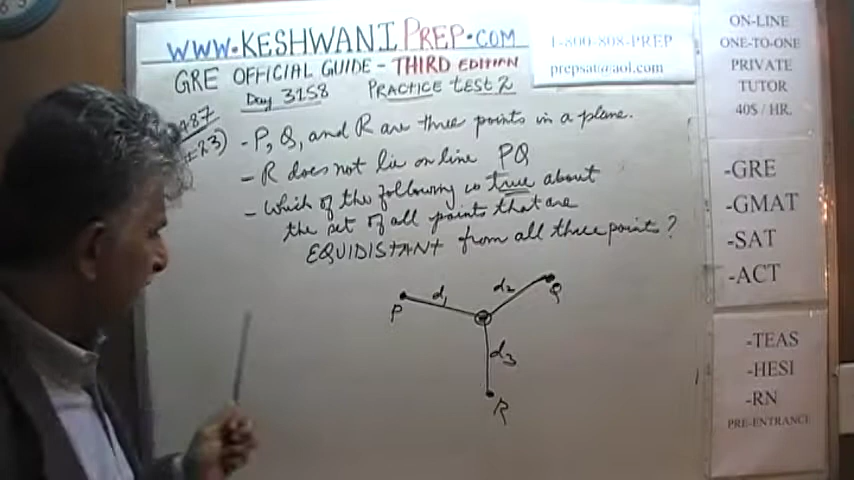 WWW.KESHWANIPREP.COM
1-800-808-PREP
prepsat@aol.com
GRE OFFICIAL GUIDE - THIRD EDITION
Day 3158 PRACTICE TEST 2
#23)
- P, Q, and R are three points in a plane.
- R does not lie on line PQ
- Which of the following is true about
the set of all points that are
EQUIDISTANT from all three points?
P
d1
d2
Q
d3
R
ON-LINE
ONE-TO-ONE
PRIVATE
TUTOR
40$ / HR.
-GRE
-GMAT
-SAT
-ACT
-TEAS
-HESI
-RN
PRE-ENTRANCE